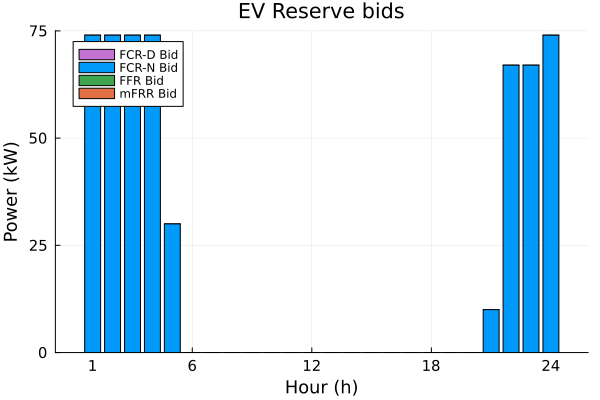 EV Reserve bids
Power (kW)
75
50
25
0
FCR-D Bid
FCR-N Bid
FFR Bid
mFRR Bid
1 6 12 18 24
Hour (h)